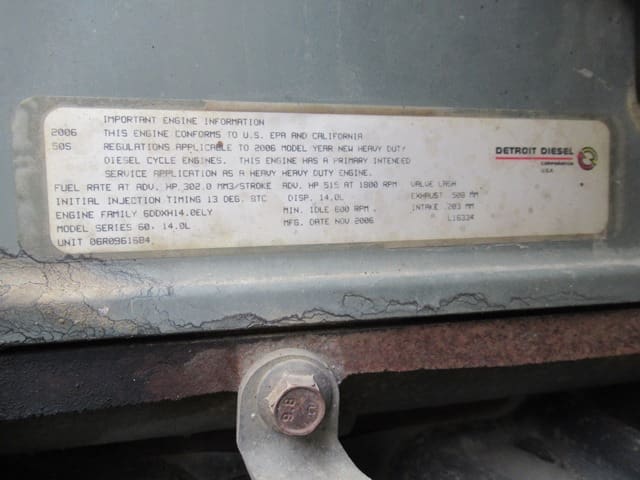 IMPORTANT ENGINE INFORMATION
2006 THIS ENGINE CONFORMS TO U.S. EPA AND CALIFORNIA
50S REGULATIONS APPLICABLE TO 2006 MODEL YEAR NEW HEAVY DUTY
DIESEL CYCLE ENGINES. THIS ENGINE HAS A PRIMARY INTENDED
SERVICE APPLICATION AS A HEAVY HEAVY DUTY ENGINE.
DETROIT DIESEL
CORPORATION
USA
FUEL RATE AT ADV. HP. 302.0 MM3/STROKE ADV. HP 515 AT 1800 RPM VALVE LASH
INITIAL INJECTION TIMING 13 DEG. BTC DISP. 14.0L EXHAUST .508 MM
ENGINE FAMILY 6DDXH14.0ELY MIN. IDLE 600 RPM INTAKE .203 MM
MODEL SERIES 60, 14.0L MFG. DATE NOV 2006 L16334
UNIT 06R0961684